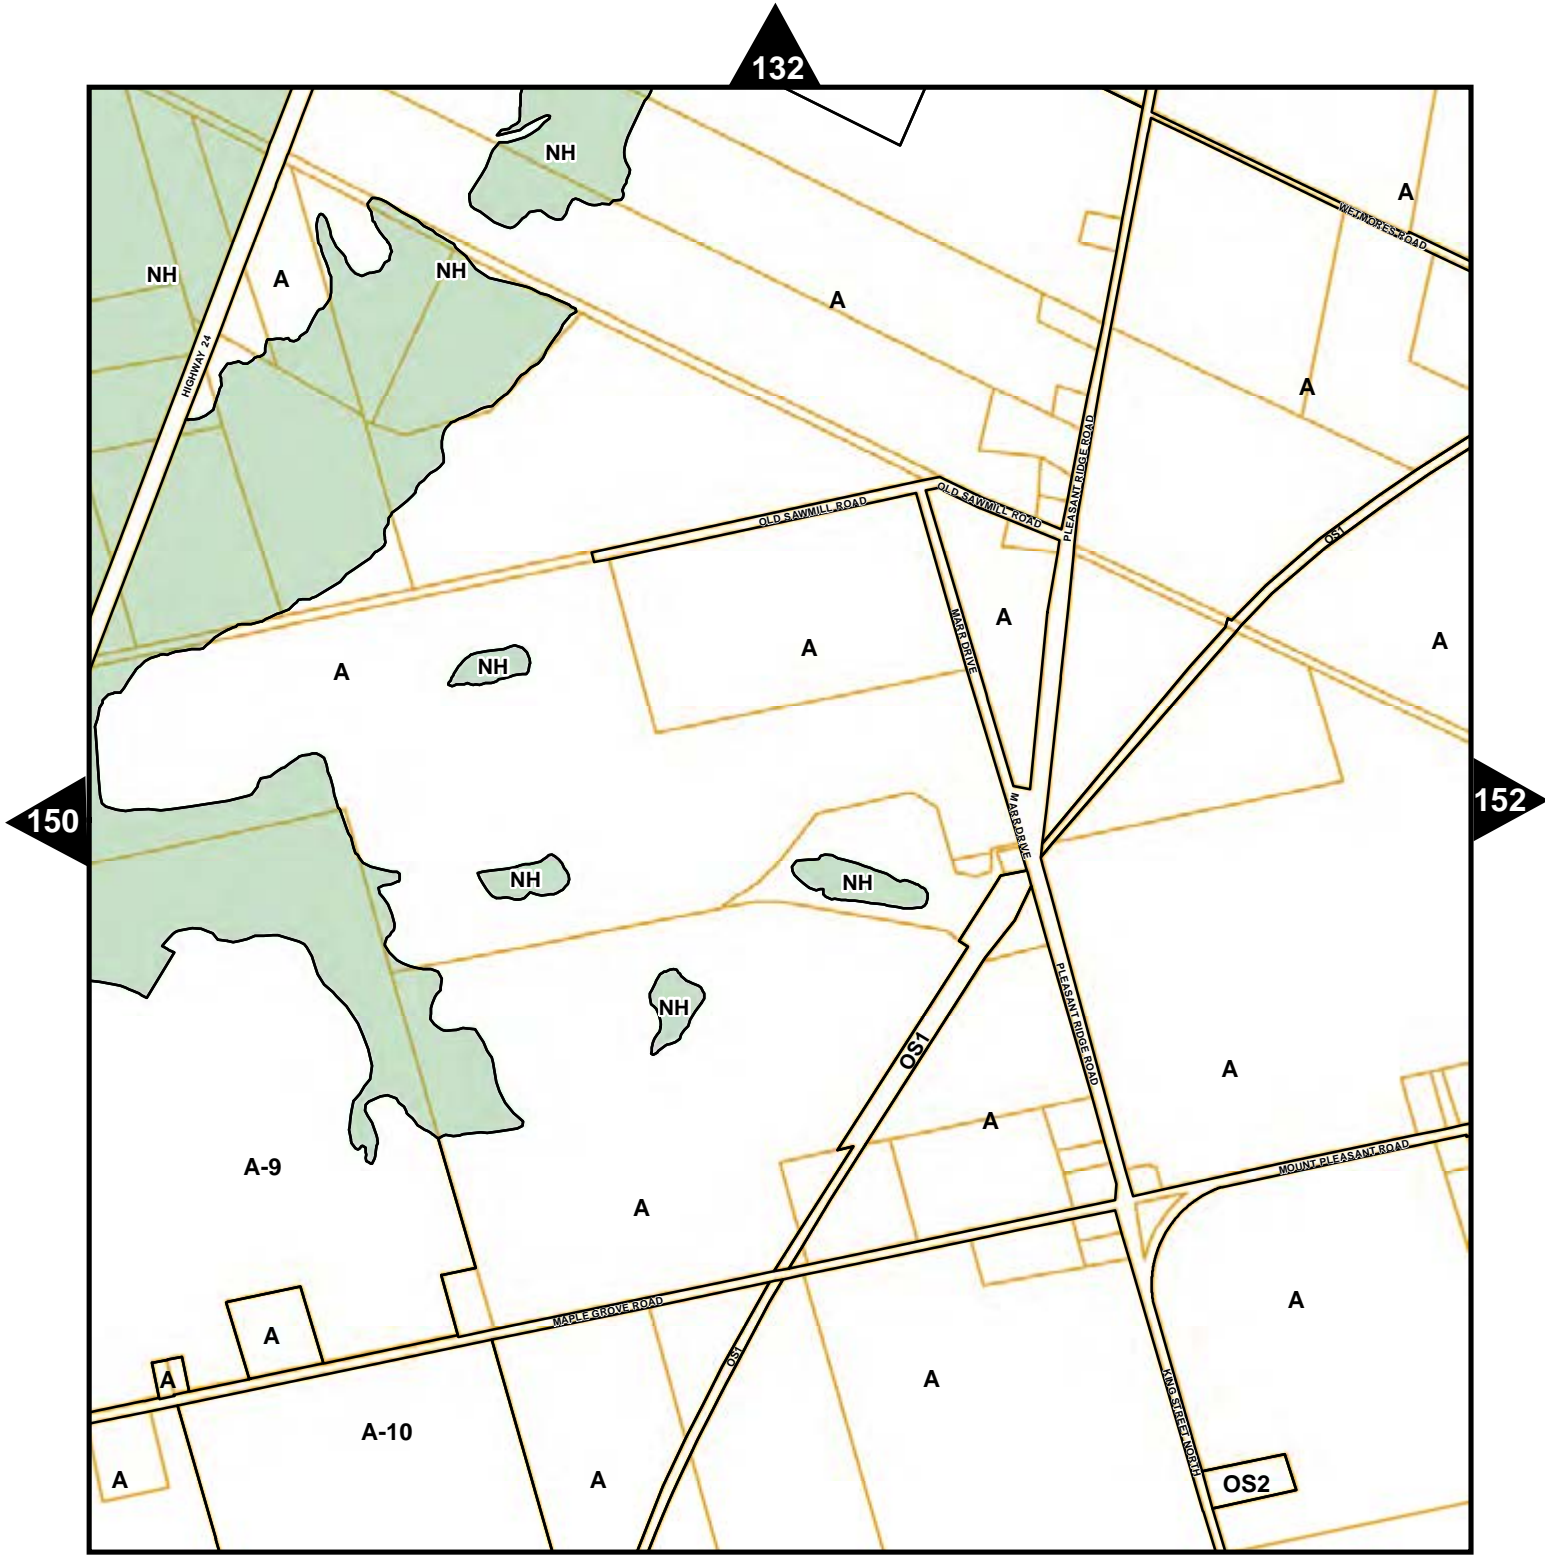 132
NH
A
WETMORES ROAD
NH
A
NH
A
HIGHWAY 24
A
PLEASANT RIDGE ROAD
OLD SAWMILL ROAD
OLD SAWMILL ROAD
OS1
MARR DRIVE
A
A
A
A
NH
150
152
MARR DRIVE
NH
NH
PLEASANT RIDGE ROAD
NH
OS1
A
A
A-9
MOUNT PLEASANT ROAD
A
MAPLE GROVE ROAD
A
A
OS1
A
A
KING STREET NORTH
A-10
A
A
OS2